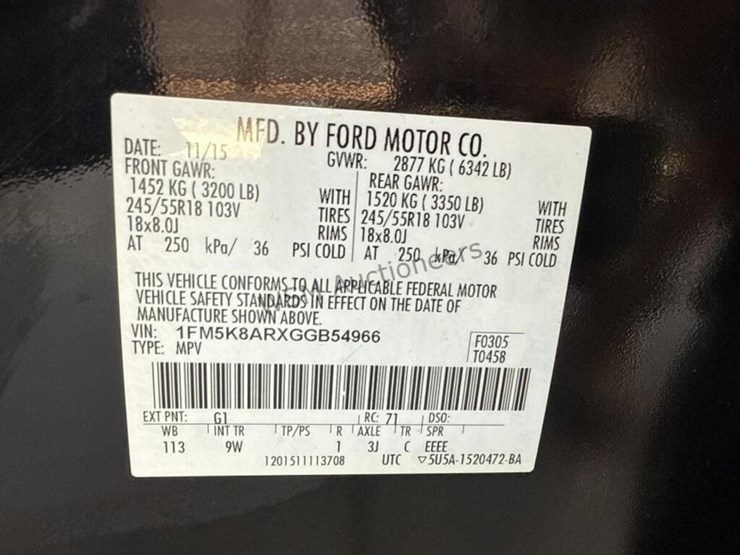 MFD. BY FORD MOTOR CO.
DATE: 11/15 GVWR: 2877 KG ( 6342 LB)
FRONT GAWR: REAR GAWR:
1452 KG ( 3200 LB) WITH 1520 KG ( 3350 LB) WITH
245/55R18 103V TIRES 245/55R18 103V TIRES
18x8.0J RIMS 18x8.0J RIMS
AT 250 kPa/ 36 PSI COLD AT 250 kPa/ 36 PSI COLD
THIS VEHICLE CONFORMS TO ALL APPLICABLE FEDERAL MOTOR
VEHICLE SAFETY STANDARDS IN EFFECT ON THE DATE OF
MANUFACTURE SHOWN ABOVE.
VIN: 1FM5K8ARXGGB54966 F0305
TYPE: MPV T0458
EXT PNT: G1 RC: 71 DSO:
WB INT TR TP/PS R AXLE TR SPR
113 9W 1 3J C EEEE
1201511113708 UTC ▽5U5A-1520472-BA